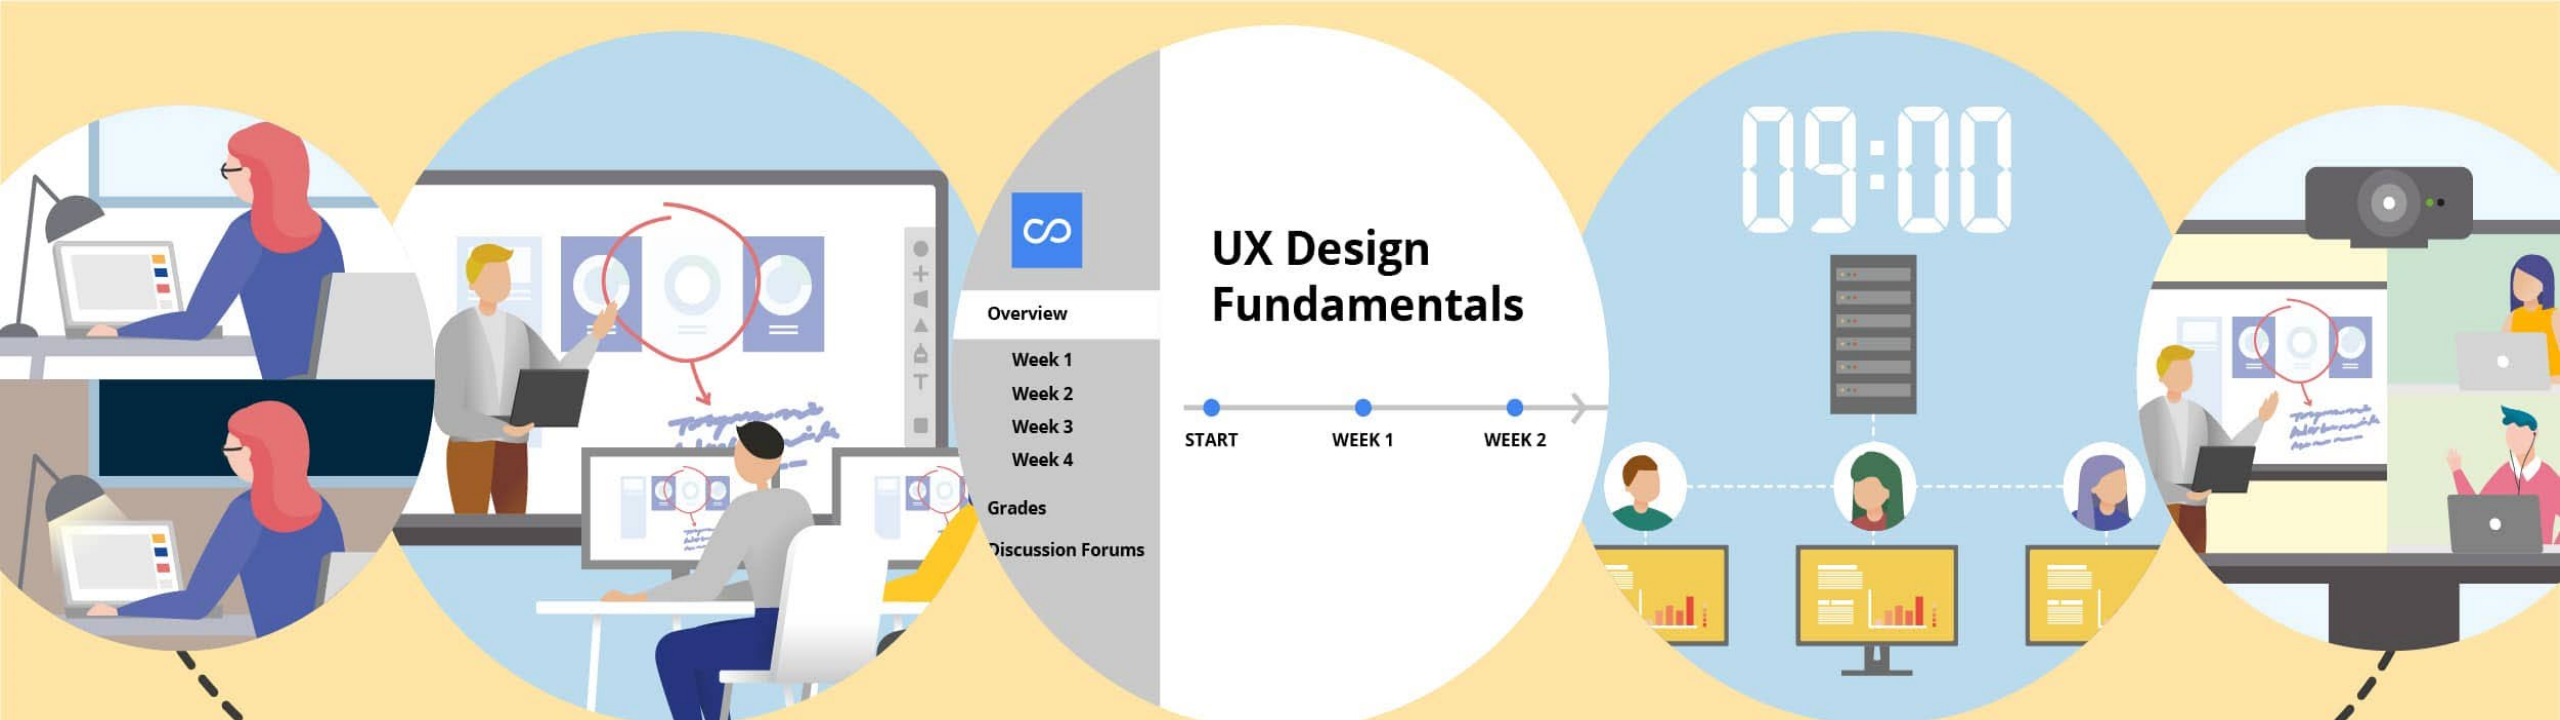 Overview
Week 1
Week 2
Week 3
Week 4
Grades
Discussion Forums
UX Design
Fundamentals
START
WEEK 1
WEEK 2
09:00